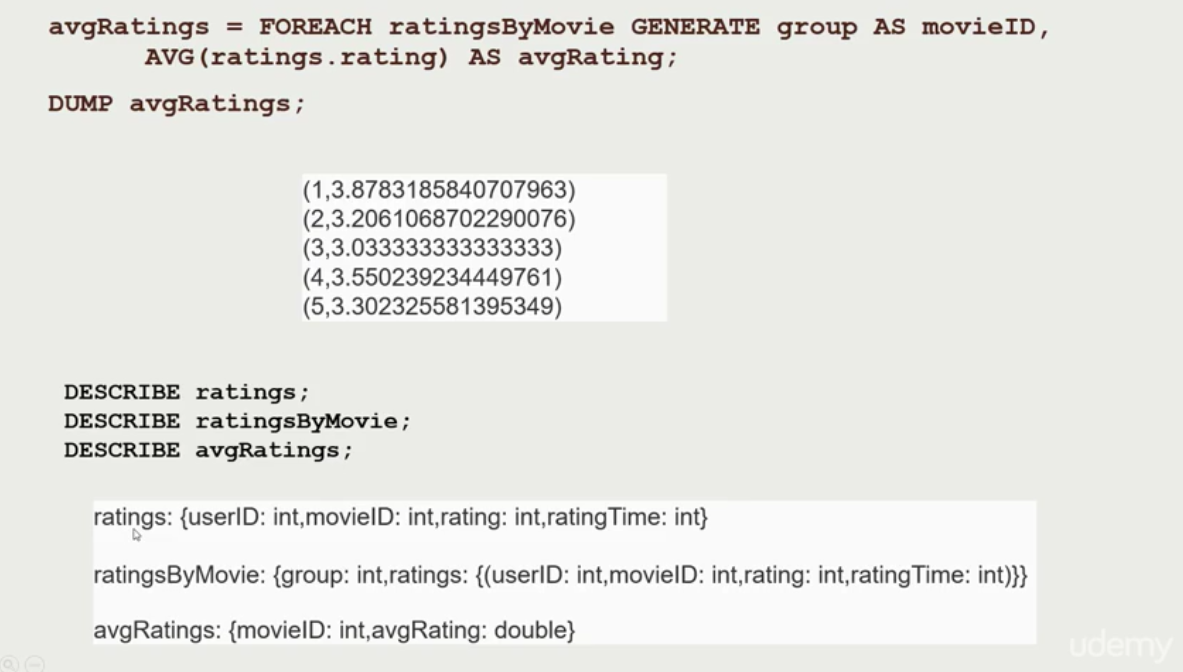 avgRatings = FOREACH ratingsByMovie GENERATE group AS movieID,
AVG(ratings.rating) AS avgRating;
DUMP avgRatings;
(1,3.8783185840707963)
(2,3.2061068702290076)
(3,3.033333333333333)
(4,3.550239234449761)
(5,3.302325581395349)
DESCRIBE ratings;
DESCRIBE ratingsByMovie;
DESCRIBE avgRatings;
ratings: {userID: int,movieID: int,rating: int,ratingTime: int}
ratingsByMovie: {group: int,ratings: {(userID: int,movieID: int,rating: int,ratingTime: int)}}
avgRatings: {movieID: int,avgRating: double}
udemy